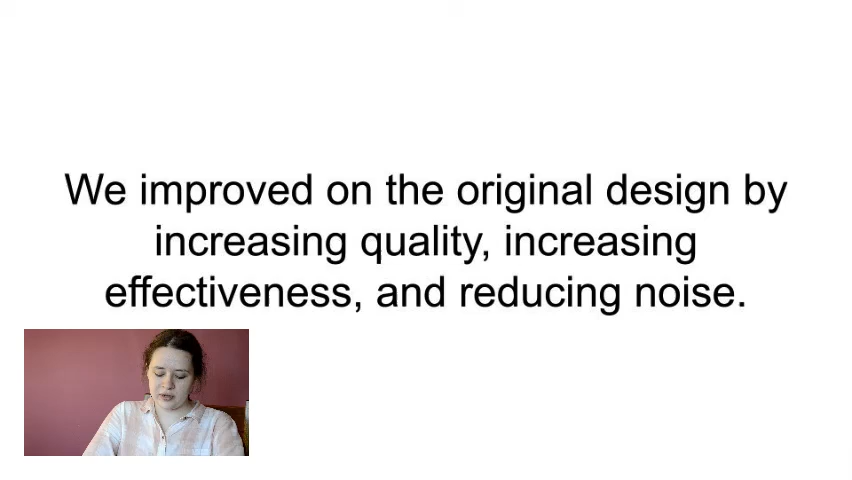 We improved on the original design by
increasing quality, increasing
effectiveness, and reducing noise.